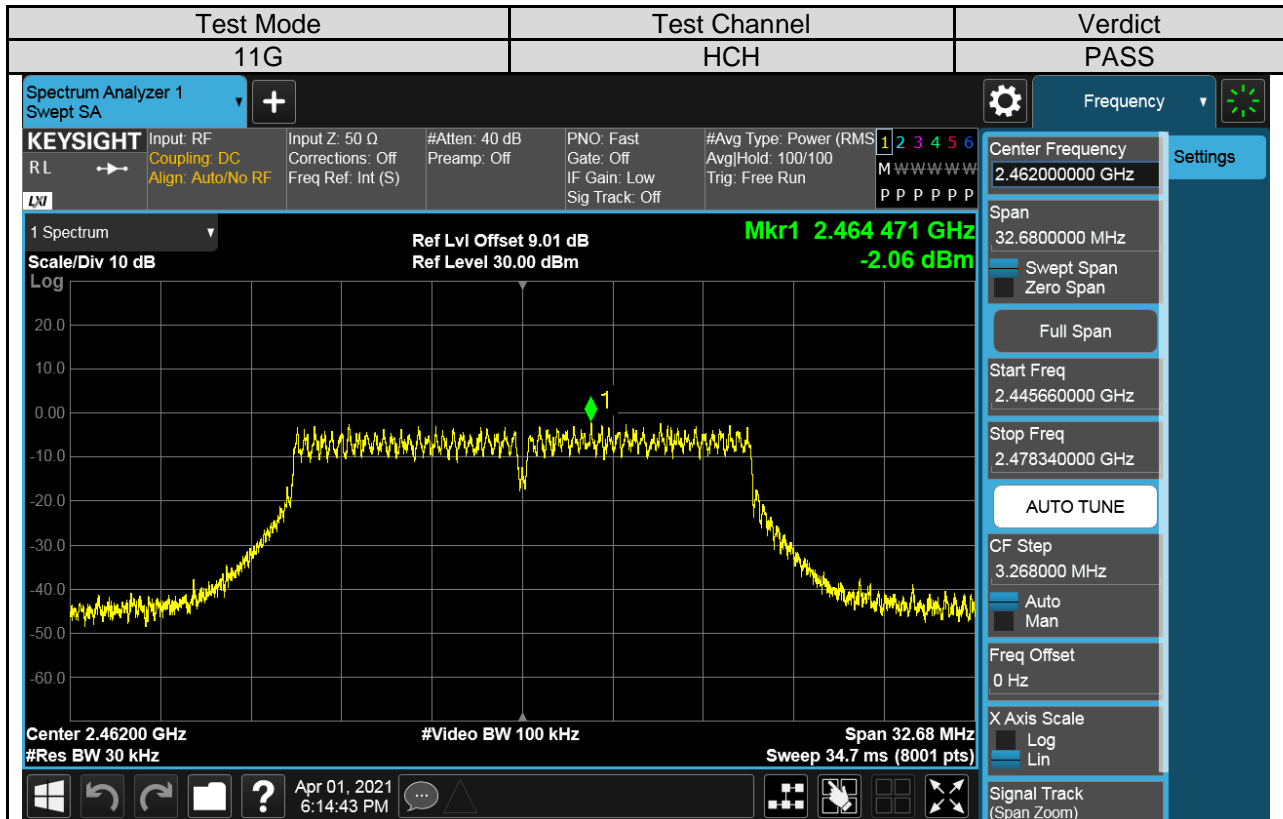 Test Mode Test Channel Verdict
11G HCH PASS
Spectrum Analyzer 1
Swept SA
Frequency
KEYSIGHT
RL
LXI
Input: RF
Coupling: DC
Align: Auto/No RF
Input Z: 50 Ω
Corrections: Off
Freq Ref: Int (S)
#Atten: 40 dB
Preamp: Off
PNO: Fast
Gate: Off
IF Gain: Low
Sig Track: Off
#Avg Type: Power (RMS
Avg|Hold: 100/100
Trig: Free Run
1 2 3 4 5 6
M W W W W W
P P P P P P
1 Spectrum
Scale/Div 10 dB
Log
Ref Lvl Offset 9.01 dB
Ref Level 30.00 dBm
Mkr1 2.464 471 GHz
-2.06 dBm
20.0
10.0
0.00
-10.0
-20.0
-30.0
-40.0
-50.0
-60.0
1
Center 2.46200 GHz
#Res BW 30 kHz
#Video BW 100 kHz
Span 32.68 MHz
Sweep 34.7 ms (8001 pts)
Center Frequency
2.462000000 GHz
Settings
Span
32.6800000 MHz
Swept Span
Zero Span
Full Span
Start Freq
2.445660000 GHz
Stop Freq
2.478340000 GHz
AUTO TUNE
CF Step
3.268000 MHz
Auto
Man
Freq Offset
0 Hz
X Axis Scale
Log
Lin
Signal Track
(Span Zoom)
?
Apr 01, 2021
6:14:43 PM